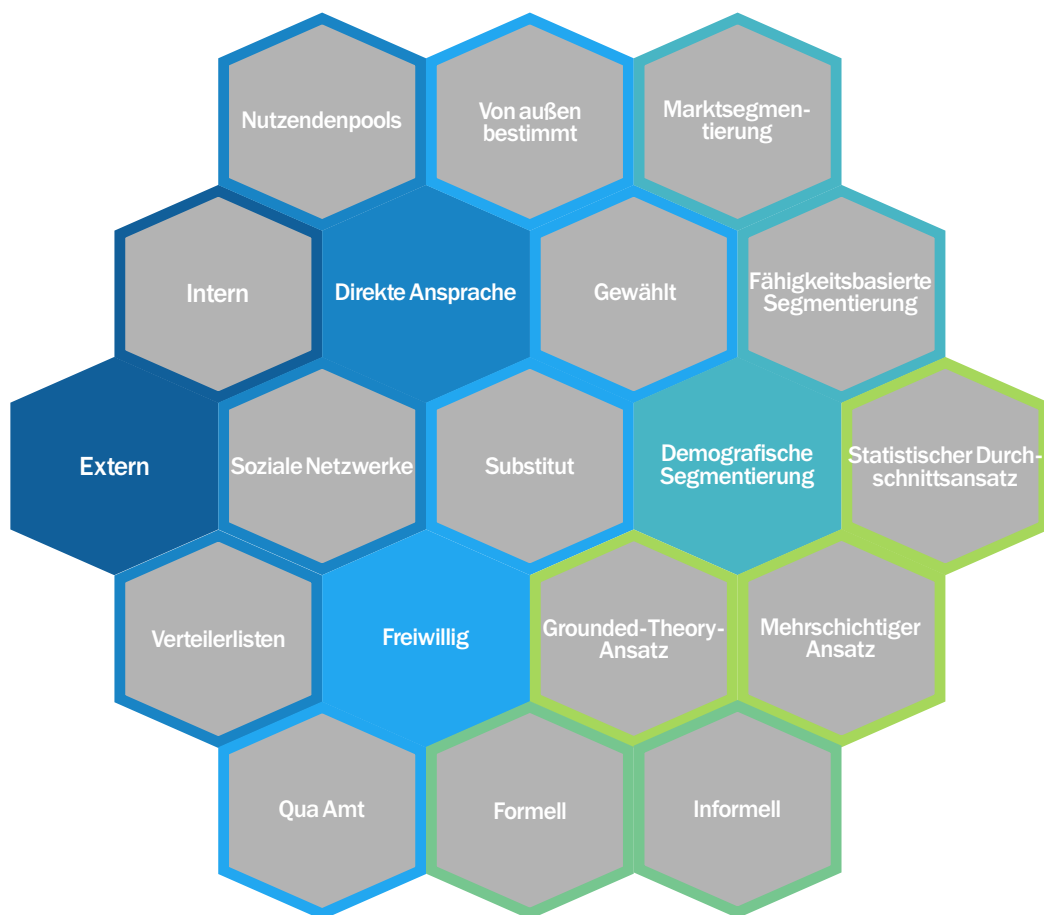 Nutzendenpools
Von außen
bestimmt
Marktsegmen-
tierung
Intern
Direkte Ansprache
Gewählt
Fähigkeitsbasierte
Segmentierung
Extern
Soziale Netzwerke
Substitut
Demografische
Segmentierung
Statistischer Durch-
schnittsansatz
Verteilerlisten
Freiwillig
Grounded-Theory-
Ansatz
Mehrschichtiger
Ansatz
Qua Amt
Formell
Informell